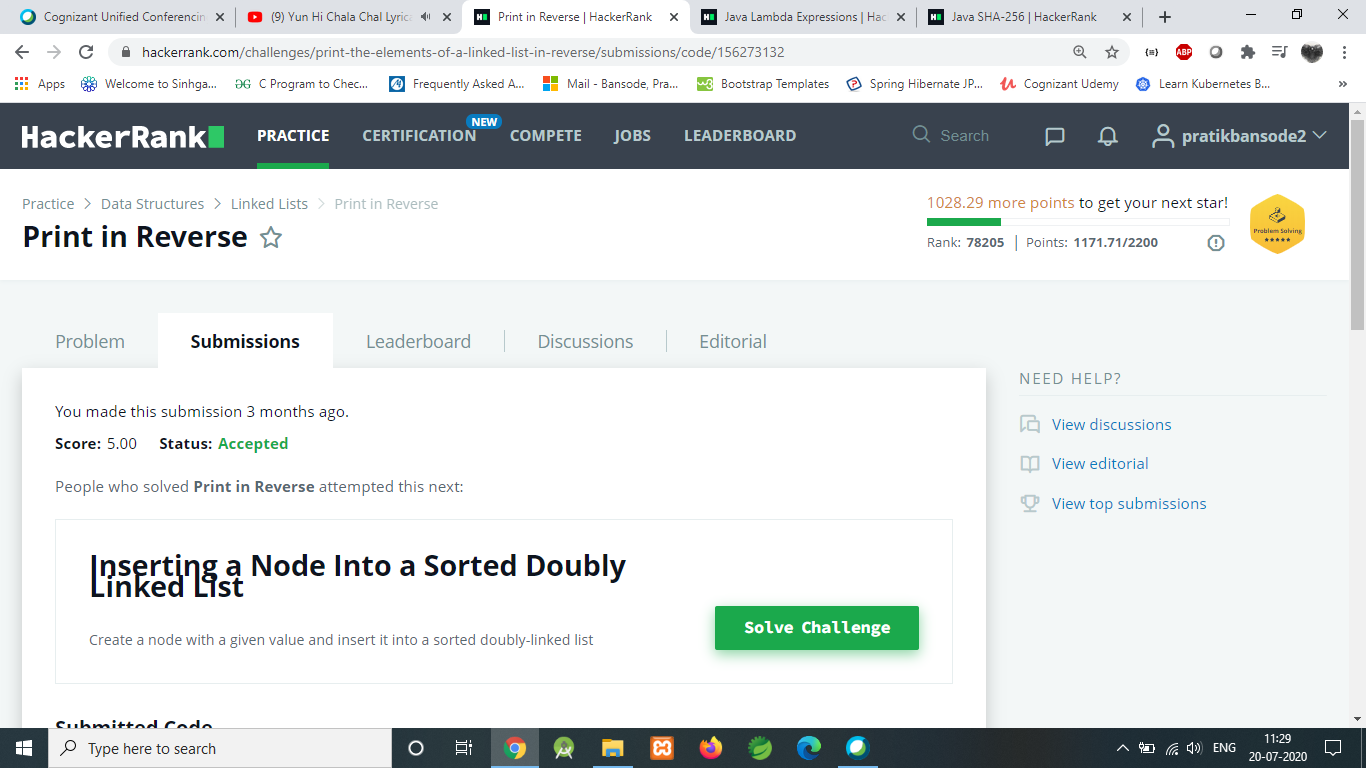 Cognizant Unified Conferencin
(9) Yun Hi Chala Chal Lyric
Print in Reverse | HackerRank
Java Lambda Expressions | Hac
Java SHA-256 | HackerRank
hackerrank.com/challenges/print-the-elements-of-a-linked-list-in-reverse/submissions/code/156273132
ABP
Apps
Welcome to Sinhga...
C Program to Chec...
Frequently Asked A...
Mail - Bansode, Pra...
Bootstrap Templates
Spring Hibernate JP...
Cognizant Udemy
Learn Kubernetes B...
HackerRank
PRACTICE
CERTIFICATION
NEW
COMPETE
JOBS
LEADERBOARD
Search
pratikbansode2
Practice > Data Structures > Linked Lists > Print in Reverse
Print in Reverse
1028.29 more points to get your next star!
Rank: 78205 | Points: 1171.71/2200
Problem Solving
Problem
Submissions
Leaderboard
Discussions
Editorial
You made this submission 3 months ago.
Score: 5.00 Status: Accepted
People who solved Print in Reverse attempted this next:
Inserting a Node Into a Sorted Doubly
Linked List
Create a node with a given value and insert it into a sorted doubly-linked list
Solve Challenge
Submitted Code
NEED HELP?
View discussions
View editorial
View top submissions
Type here to search
ENG
11:29
20-07-2020